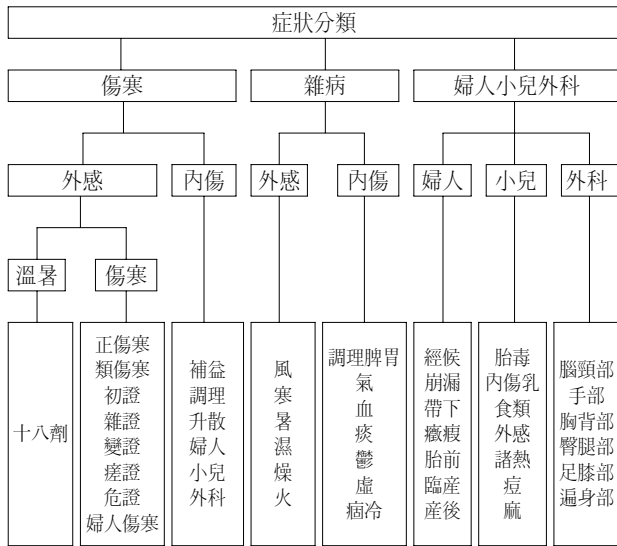 症狀分類
傷寒
雜病
婦人小兒外科
外感
內傷
外感
內傷
婦人
小兒
外科
溫暑
傷寒
十八劑
正傷寒
類傷寒
初證
雜證
變證
瘥證
危證
婦人傷寒
補益
調理
升散
婦人
小兒
外科
風
寒
暑
濕
燥
火
調理脾胃
氣
血
痰
鬱
虛
痼冷
經候
崩漏
帶下
癥瘕
胎前
臨産
産後
胎毒
內傷乳
食類
外感
諸熱
痘
麻
腦頸部
手部
胸背部
臀腿部
足膝部
遍身部